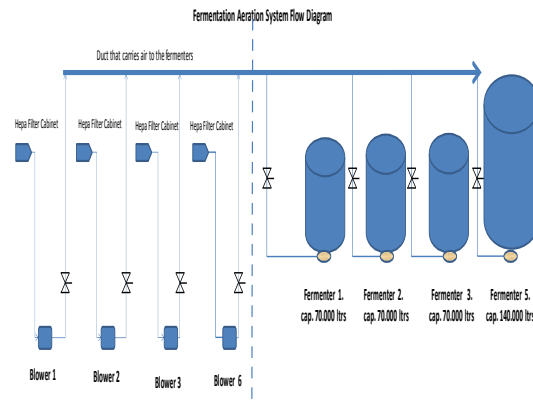 Fermentation Aeration System Flow Diagram
Duct that carries air to the fermenters
Hepa Filter Cabinet
Hepa Filter Cabinet
Hepa Filter Cabinet
Hepa Filter Cabinet
Fermenter 1.
cap. 70.000 ltrs
Fermenter 2.
cap. 70.000 ltrs
Fermenter 3.
cap. 70.000 ltrs
Fermenter 5.
cap. 140.000 ltrs
Blower 1
Blower 2
Blower 3
Blower 6